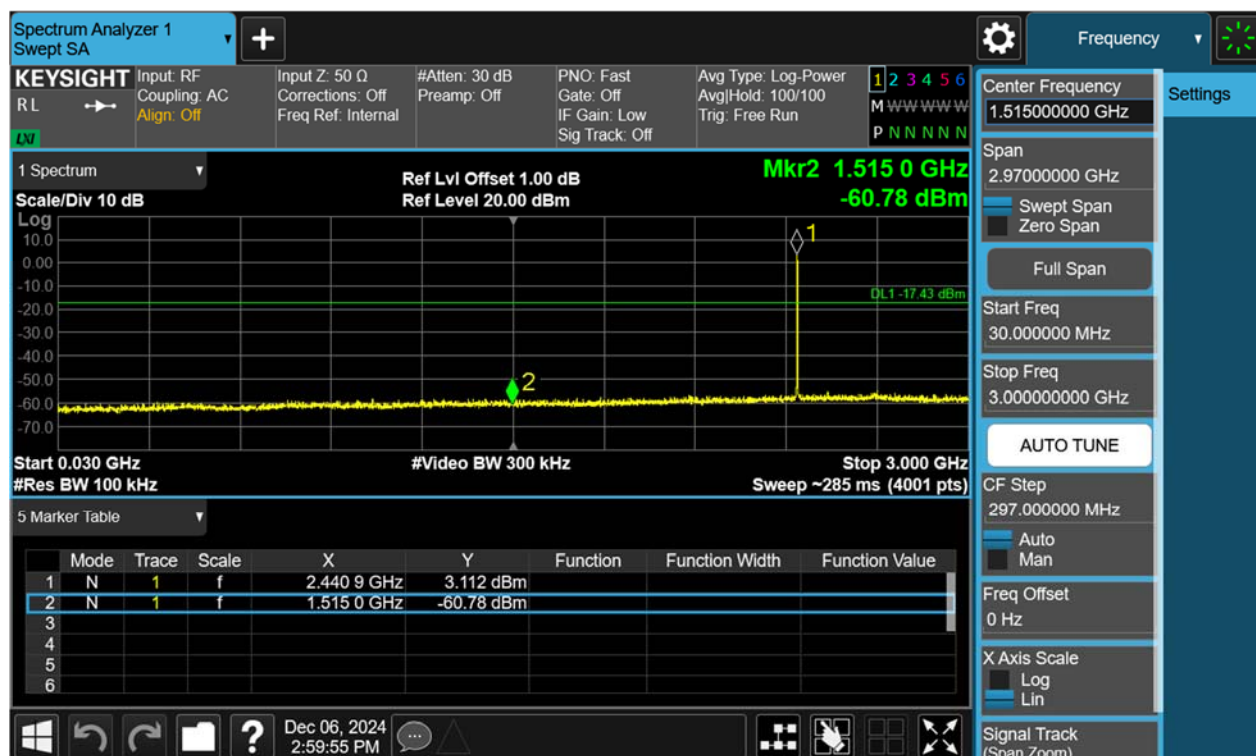 Spectrum Analyzer 1
Swept SA
+
Frequency
KEYSIGHT
R L
LXI
Input: RF
Coupling: AC
Align: Off
Input Z: 50 Ω
Corrections: Off
Freq Ref: Internal
#Atten: 30 dB
Preamp: Off
PNO: Fast
Gate: Off
IF Gain: Low
Sig Track: Off
Avg Type: Log-Power
Avg|Hold: 100/100
Trig: Free Run
1 2 3 4 5 6
M W W W W W
P N N N N N
Center Frequency
1.515000000 GHz
Settings
1 Spectrum
Scale/Div 10 dB
Ref Lvl Offset 1.00 dB
Ref Level 20.00 dBm
Mkr2 1.515 0 GHz
-60.78 dBm
Log
10.0
0.00
-10.0
-20.0
-30.0
-40.0
-50.0
-60.0
-70.0
1
DL1 -17.43 dBm
2
Start 0.030 GHz
#Res BW 100 kHz
#Video BW 300 kHz
Stop 3.000 GHz
Sweep ~285 ms (4001 pts)
Span
2.97000000 GHz
Swept Span
Zero Span
Full Span
Start Freq
30.000000 MHz
Stop Freq
3.000000000 GHz
AUTO TUNE
CF Step
297.000000 MHz
Auto
Man
Freq Offset
0 Hz
X Axis Scale
Log
Lin
Signal Track
(Span Zoom)
5 Marker Table
Mode Trace Scale X Y Function Function Width Function Value
1 N 1 f 2.440 9 GHz 3.112 dBm
2 N 1 f 1.515 0 GHz -60.78 dBm
3
4
5
6
?
Dec 06, 2024
2:59:55 PM